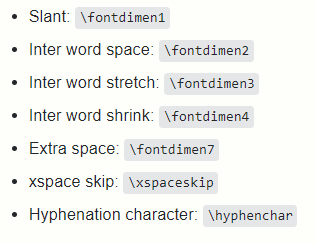 • Slant: \fontdimen1
• Inter word space: \fontdimen2
• Inter word stretch: \fontdimen3
• Inter word shrink: \fontdimen4
• Extra space: \fontdimen7
• xspace skip: \xspaceskip
• Hyphenation character: \hyphenchar